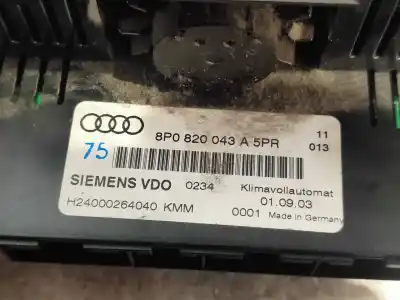 8P0 820 043 A 5PR
11
013
75
SIEMENS VDO 0234 Klimavollautomat
01.09.03
H24000264040 KMM 0001 Made in Germany